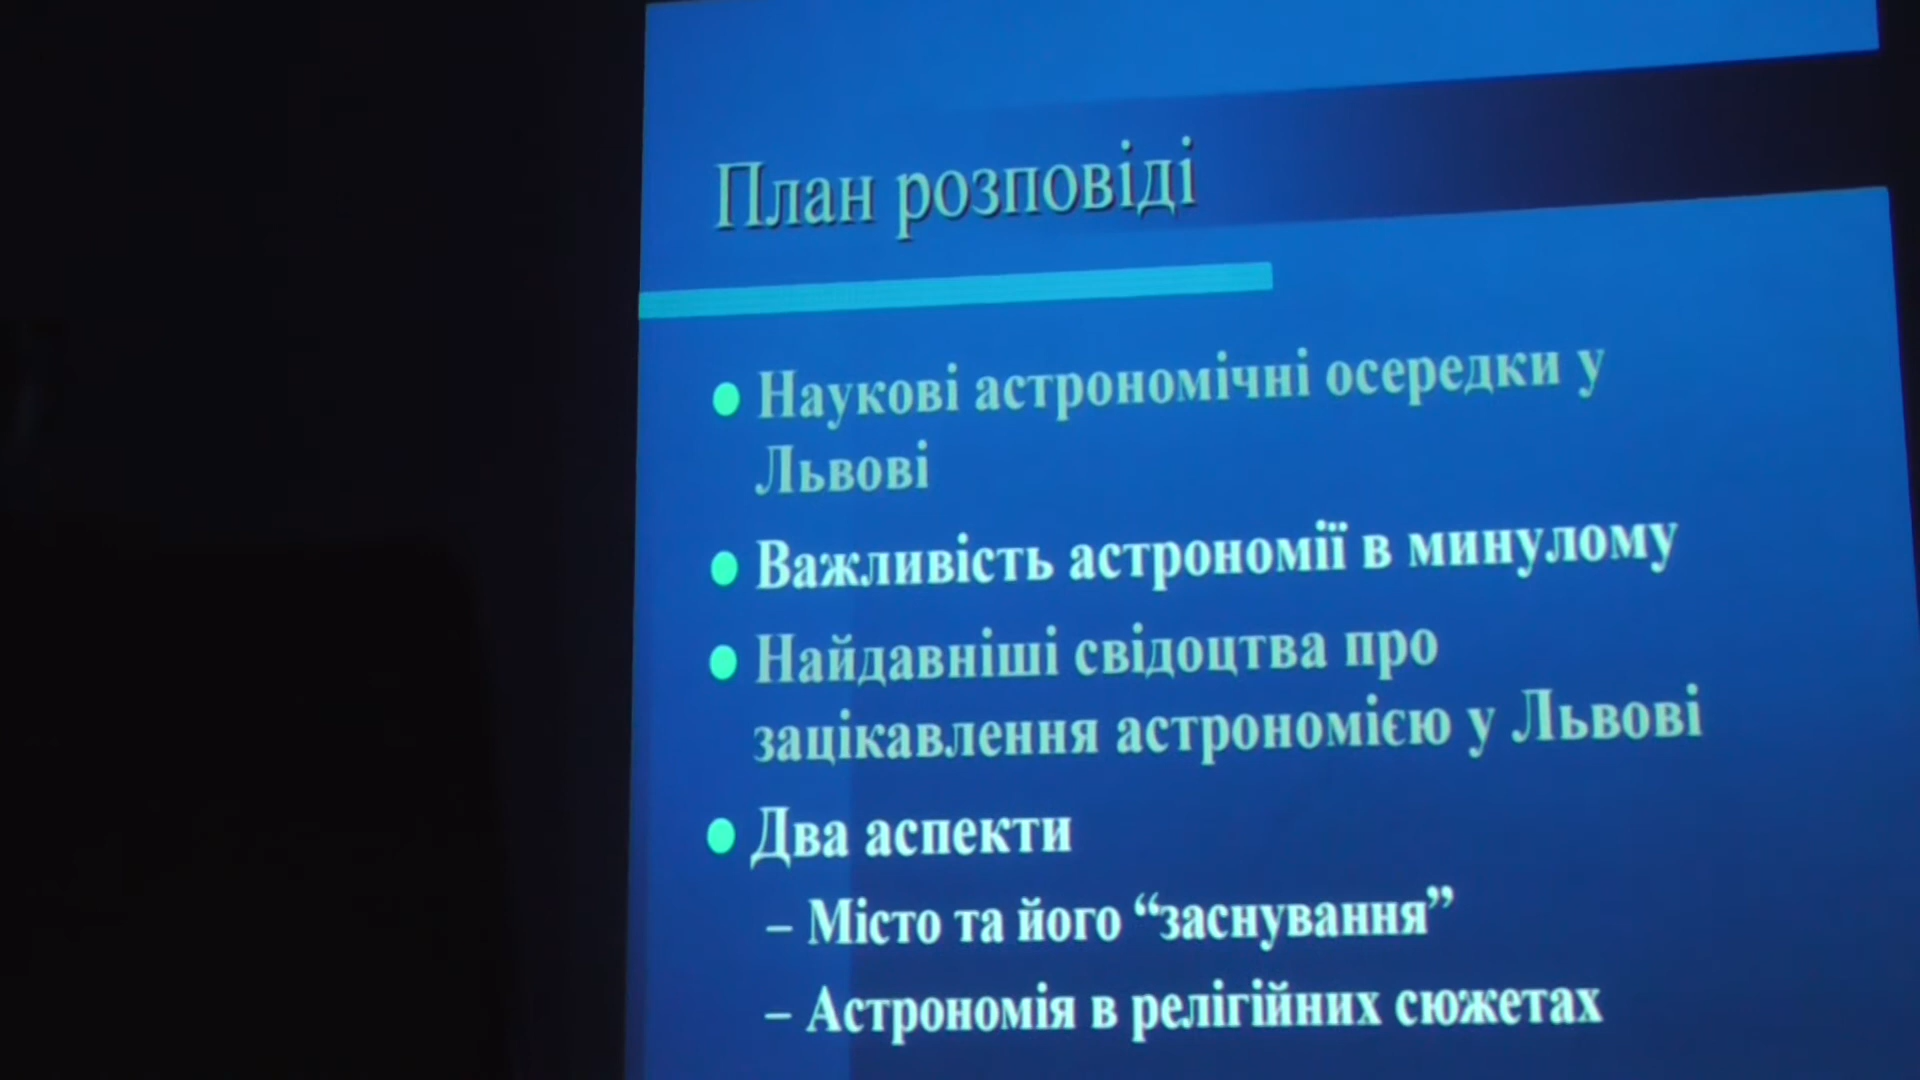 План розповіді
● Наукові астрономічні осередки у
Львові
● Важливість астрономії в минулому
● Найдавніші свідоцтва про
зацікавлення астрономією у Львові
● Два аспекти
– Місто та його “заснування”
– Астрономія в релігійних сюжетах